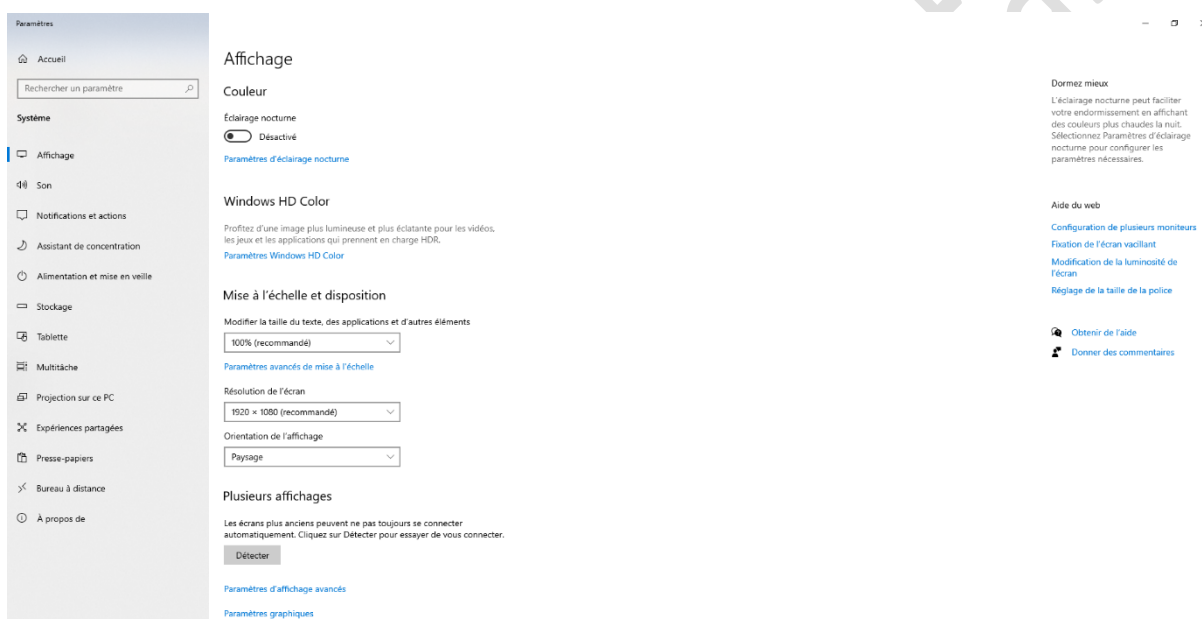 Paramètres
Accueil
Rechercher un paramètre
Système
Affichage
Son
Notifications et actions
Assistant de concentration
Alimentation et mise en veille
Stockage
Tablette
Multitâche
Projection sur ce PC
Expériences partagées
Presse-papiers
Bureau à distance
À propos de
Affichage
Couleur
Éclairage nocturne
Désactivé
Paramètres d'éclairage nocturne
Windows HD Color
Profitez d'une image plus lumineuse et plus éclatante pour les vidéos,
les jeux et les applications qui prennent en charge HDR.
Paramètres Windows HD Color
Mise à l'échelle et disposition
Modifier la taille du texte, des applications et d'autres éléments
100% (recommandé)
Paramètres avancés de mise à l'échelle
Résolution de l'écran
1920 × 1080 (recommandé)
Orientation de l'affichage
Paysage
Plusieurs affichages
Les écrans plus anciens peuvent ne pas toujours se connecter
automatiquement. Cliquez sur Détecter pour essayer de vous connecter.
Détecter
Paramètres d'affichage avancés
Paramètres graphiques
Dormez mieux
L'éclairage nocturne peut faciliter
votre endormissement en affichant
des couleurs plus chaudes la nuit.
Sélectionnez Paramètres d'éclairage
nocturne pour configurer les
paramètres nécessaires.
Aide du web
Configuration de plusieurs moniteurs
Fixation de l'écran vacillant
Modification de la luminosité de
l'écran
Réglage de la taille de la police
Obtenir de l'aide
Donner des commentaires